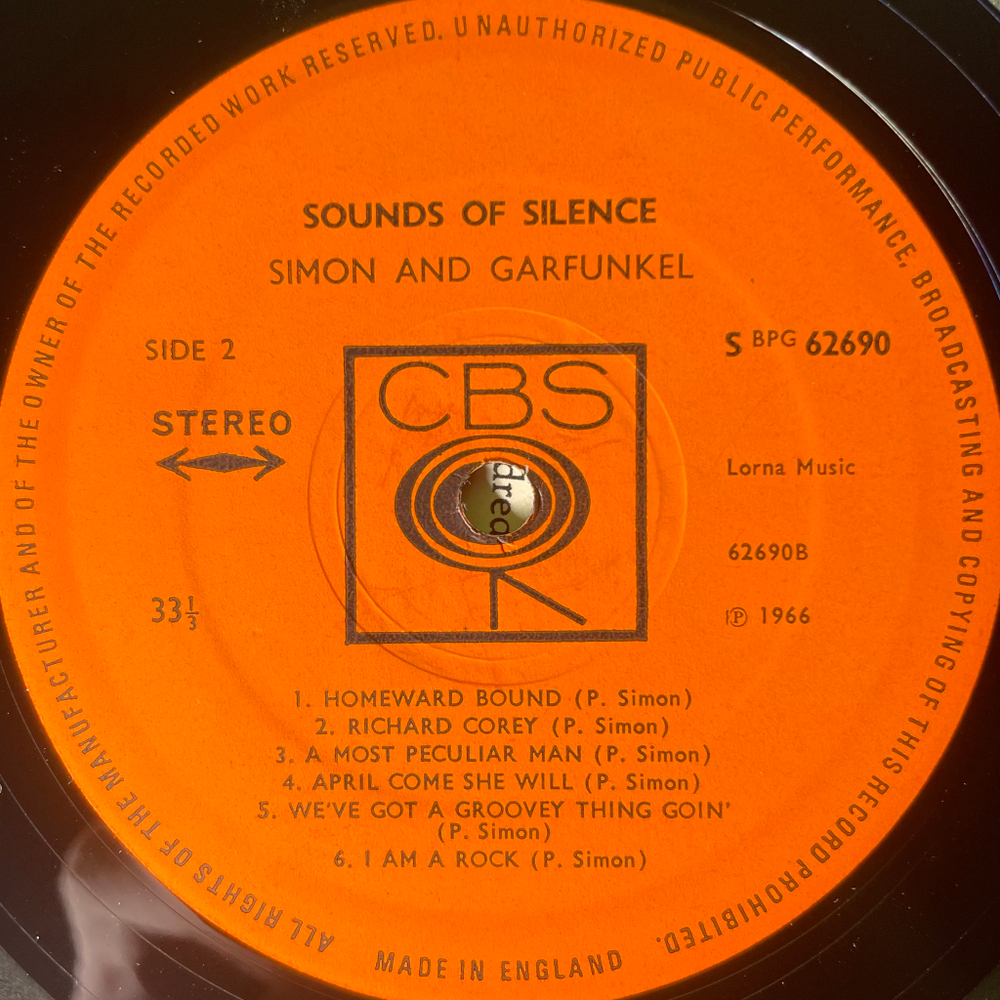 ALL RIGHTS OF THE MANUFACTURER AND OF THE OWNER OF THE RECORDED WORK RESERVED. UNAUTHORIZED PUBLIC PERFORMANCE, BROADCASTING AND COPYING OF THIS RECORD PROHIBITED.
SOUNDS OF SILENCE
SIMON AND GARFUNKEL
SIDE 2
S BPG 62690
CBS
STEREO
Lorna Music
drea
62690B
33⅓
℗ 1966
1. HOMEWARD BOUND (P. Simon)
2. RICHARD COREY (P. Simon)
3. A MOST PECULIAR MAN (P. Simon)
4. APRIL COME SHE WILL (P. Simon)
5. WE'VE GOT A GROOVEY THING GOIN'
(P. Simon)
6. I AM A ROCK (P. Simon)
MADE IN ENGLAND